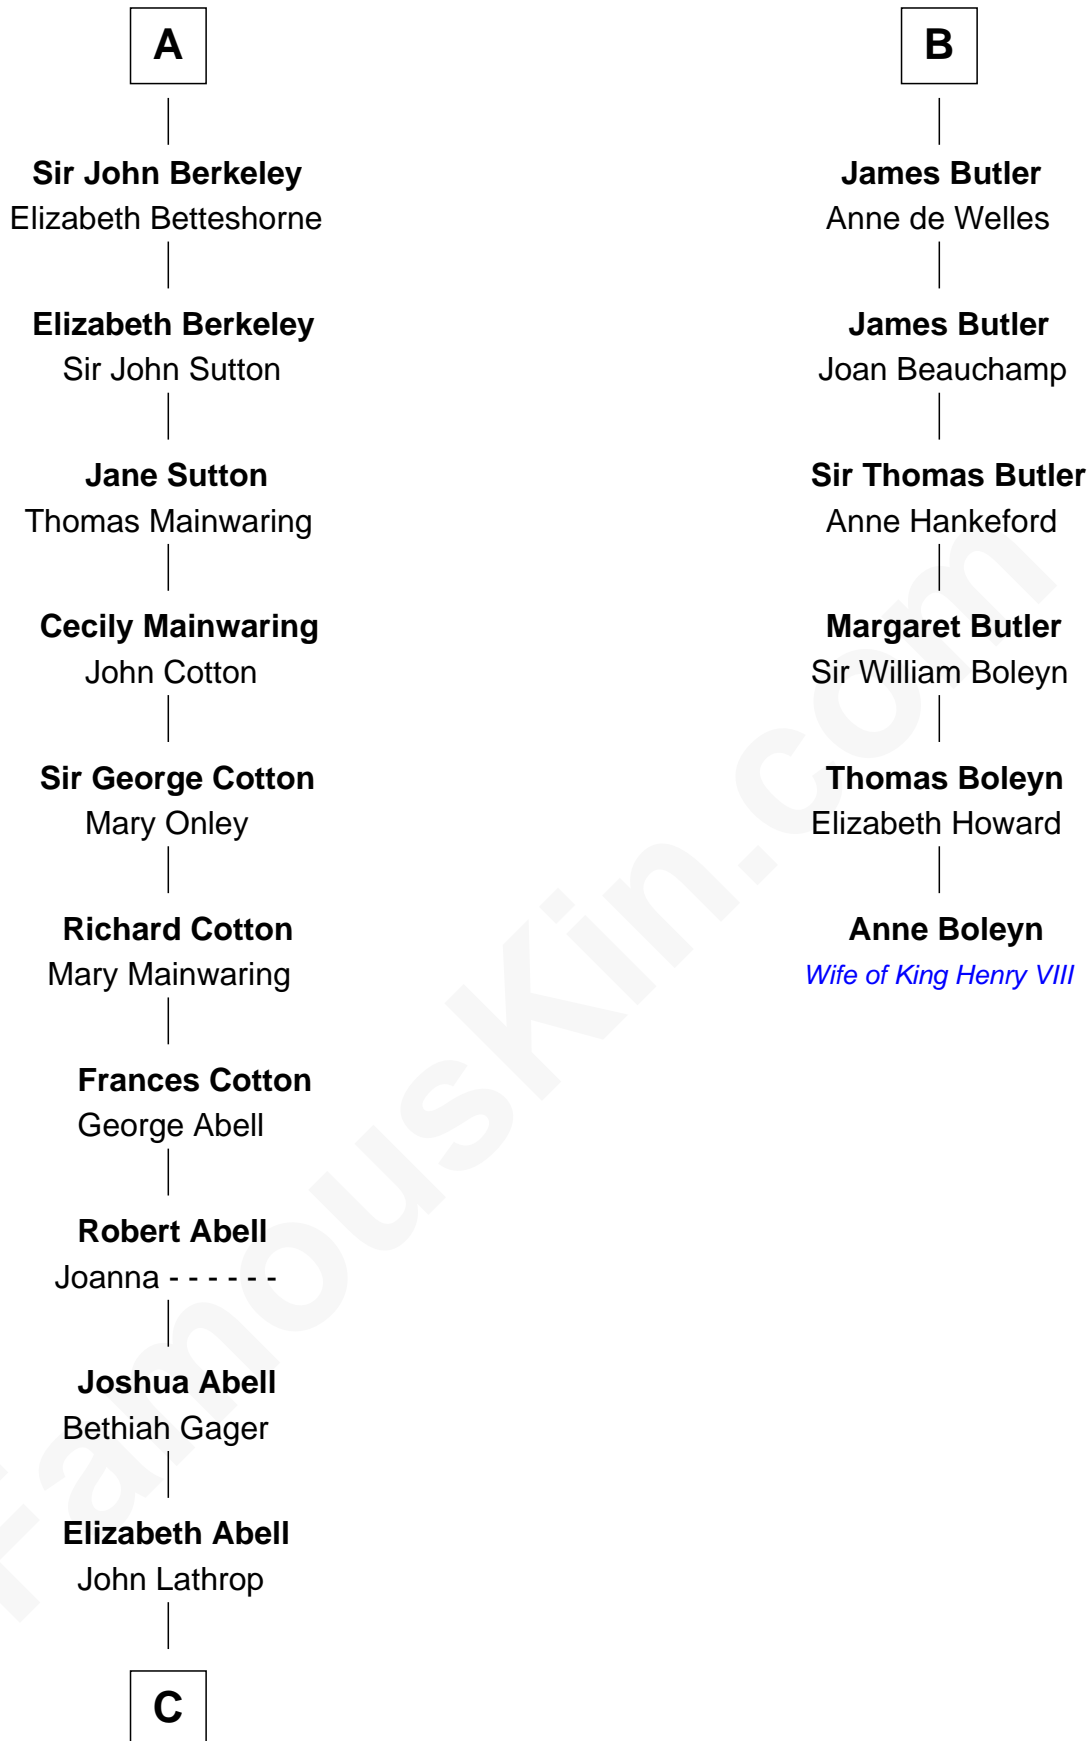 A
Sir John Berkeley
Elizabeth Betteshorne
Elizabeth Berkeley
Sir John Sutton
Jane Sutton
Thomas Mainwaring
Cecily Mainwaring
John Cotton
Sir George Cotton
Mary Onley
Richard Cotton
Mary Mainwaring
Frances Cotton
George Abell
Robert Abell
Joanna - - - - - -
Joshua Abell
Bethiah Gager
Elizabeth Abell
John Lathrop
C
B
James Butler
Anne de Welles
James Butler
Joan Beauchamp
Sir Thomas Butler
Anne Hankeford
Margaret Butler
Sir William Boleyn
Thomas Boleyn
Elizabeth Howard
Anne Boleyn
Wife of King Henry VIII
FamousKin.com